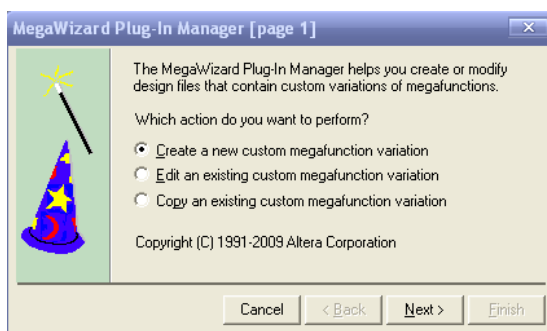 MegaWizard Plug-In Manager [page 1]
The MegaWizard Plug-In Manager helps you create or modify
design files that contain custom variations of megafunctions.
Which action do you want to perform?
Create a new custom megafunction variation
Edit an existing custom megafunction variation
Copy an existing custom megafunction variation
Copyright (C) 1991-2009 Altera Corporation
Cancel < Back Next > Finish